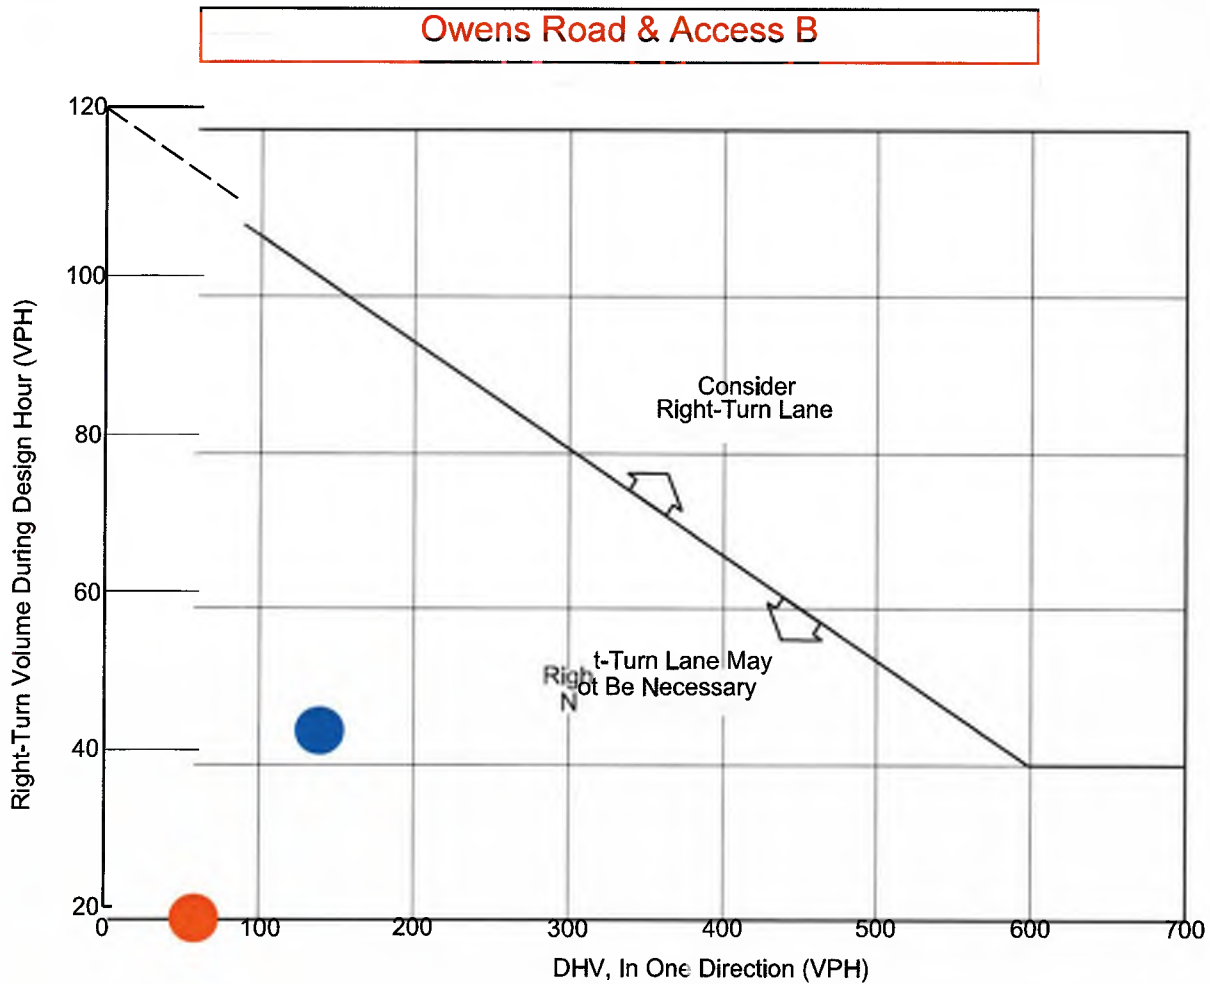 Owens Road & Access B
120
100
80
60
40
20
Right-Turn Volume During Design Hour (VPH)
Consider
Right-Turn Lane
Right-Turn Lane May
Not Be Necessary
0 100 200 300 400 500 600 700
DHV, In One Direction (VPH)